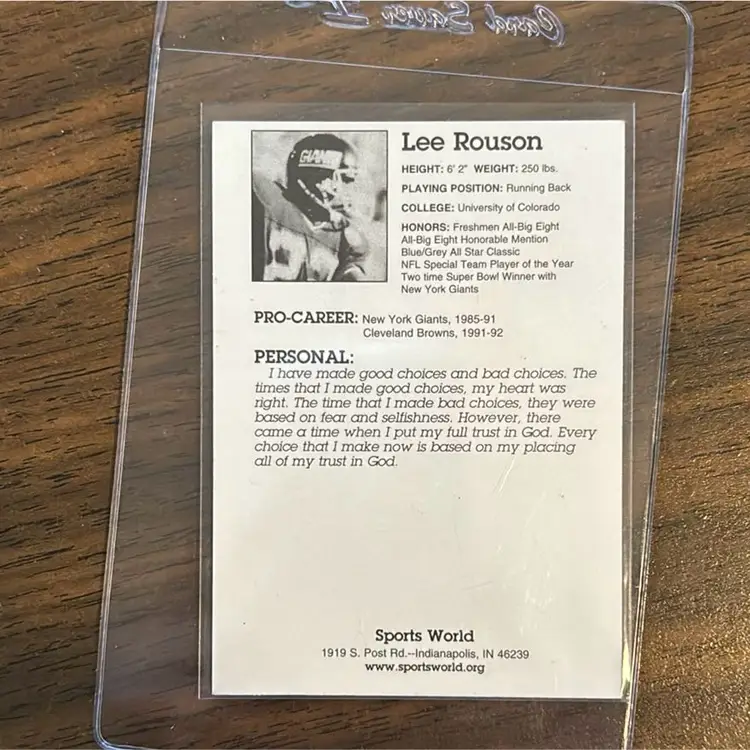 Card Saver I
Lee Rouson
HEIGHT: 6' 2" WEIGHT: 250 lbs.
PLAYING POSITION: Running Back
COLLEGE: University of Colorado
HONORS: Freshmen All-Big Eight
All-Big Eight Honorable Mention
Blue/Grey All Star Classic
NFL Special Team Player of the Year
Two time Super Bowl Winner with
New York Giants
GIANTS
PRO-CAREER: New York Giants, 1985-91
Cleveland Browns, 1991-92
PERSONAL:
I have made good choices and bad choices. The
times that I made good choices, my heart was
right. The time that I made bad choices, they were
based on fear and selfishness. However, there
came a time when I put my full trust in God. Every
choice that I make now is based on my placing
all of my trust in God.
Sports World
1919 S. Post Rd.--Indianapolis, IN 46239
www.sportsworld.org